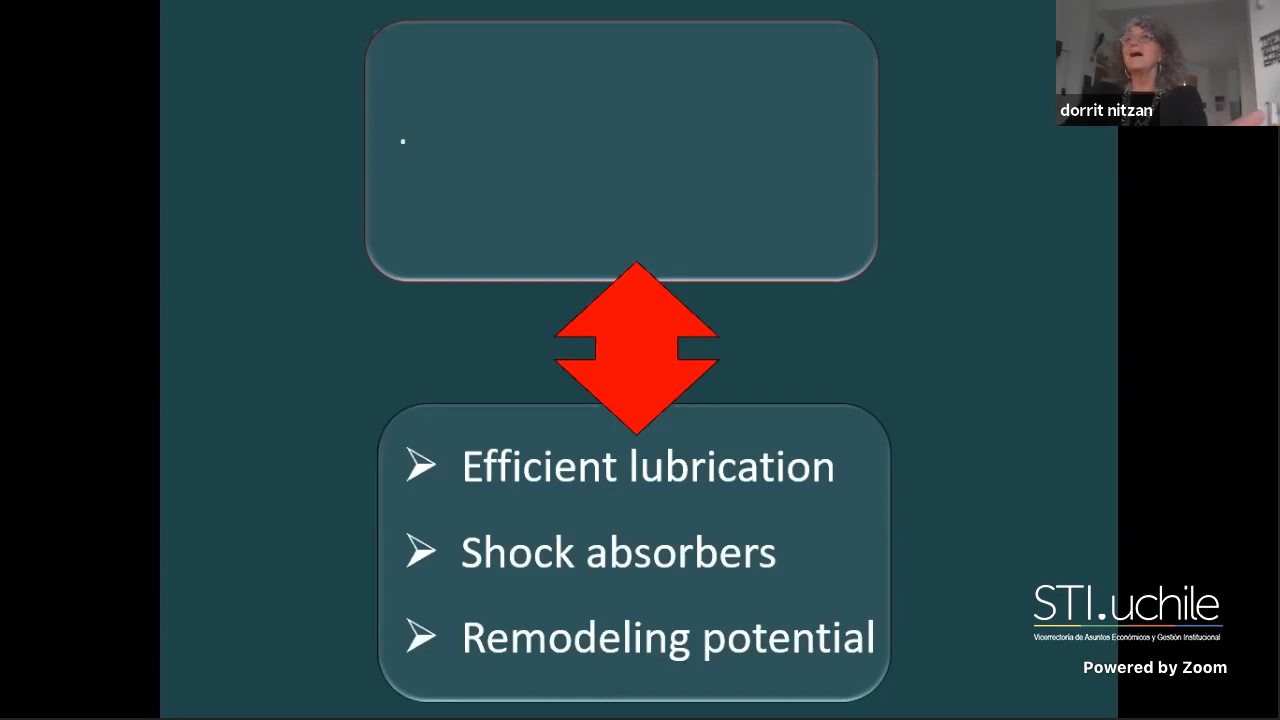 dorrit nitzan
Efficient lubrication
Shock absorbers
Remodeling potential
STI.uchile
Vicerrectoría de Asuntos Económicos y Gestión Institucional
Powered by Zoom